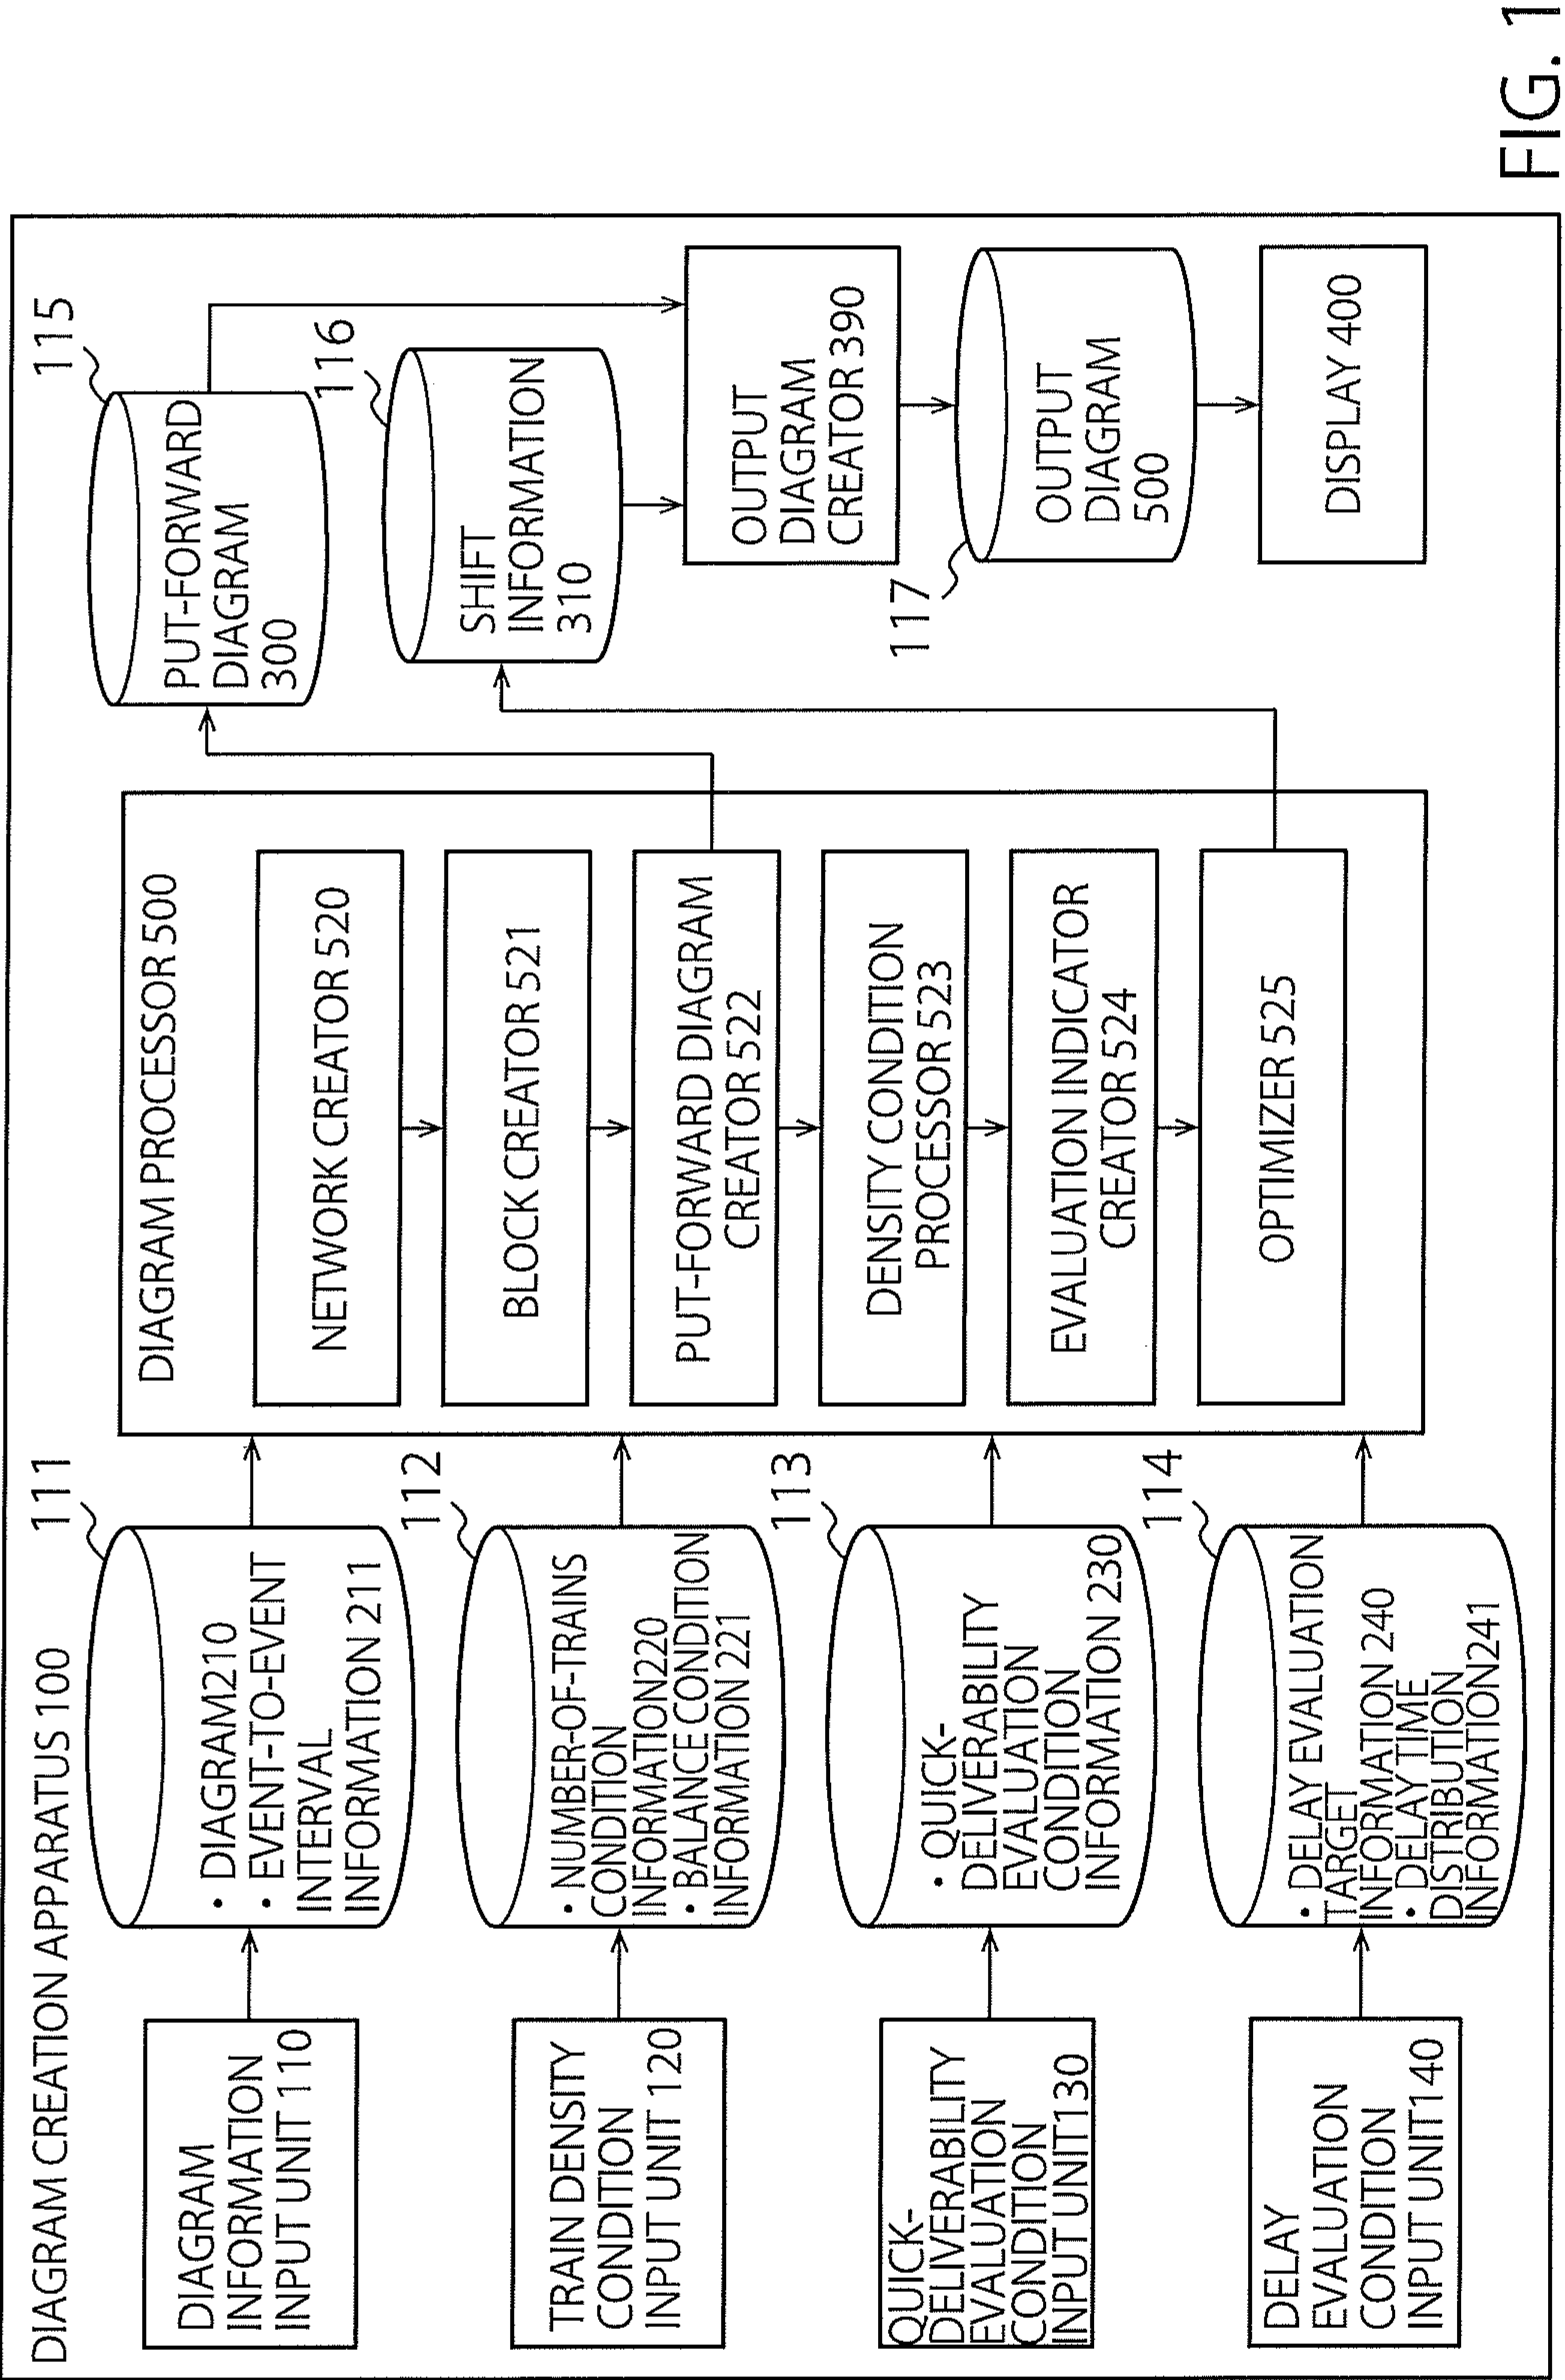 DIAGRAM CREATION APPARATUS 100
DIAGRAM
INFORMATION
INPUT UNIT 110
TRAIN DENSITY
CONDITION
INPUT UNIT 120
QUICK-
DELIVERABILITY
EVALUATION
CONDITION
INPUT UNIT130
DELAY
EVALUATION
CONDITION
INPUT UNIT140
111
• DIAGRAM210
• EVENT-TO-EVENT
INTERVAL
INFORMATION 211
112
• NUMBER-OF-TRAINS
CONDITION
INFORMATION220
• BALANCE CONDITION
INFORMATION 221
113
• QUICK-
DELIVERABILITY
EVALUATION
CONDITION
INFORMATION 230
114
• DELAY EVALUATION
TARGET
INFORMATION 240
• DELAY TIME
DISTRIBUTION
INFORMATION241
DIAGRAM PROCESSOR 500
NETWORK CREATOR 520
BLOCK CREATOR 521
PUT-FORWARD DIAGRAM
CREATOR 522
DENSITY CONDITION
PROCESSOR 523
EVALUATION INDICATOR
CREATOR 524
OPTIMIZER 525
115
PUT-FORWARD
DIAGRAM
300
116
SHIFT
INFORMATION
310
OUTPUT
DIAGRAM
CREATOR 390
117
OUTPUT
DIAGRAM
500
DISPLAY 400
FIG. 1